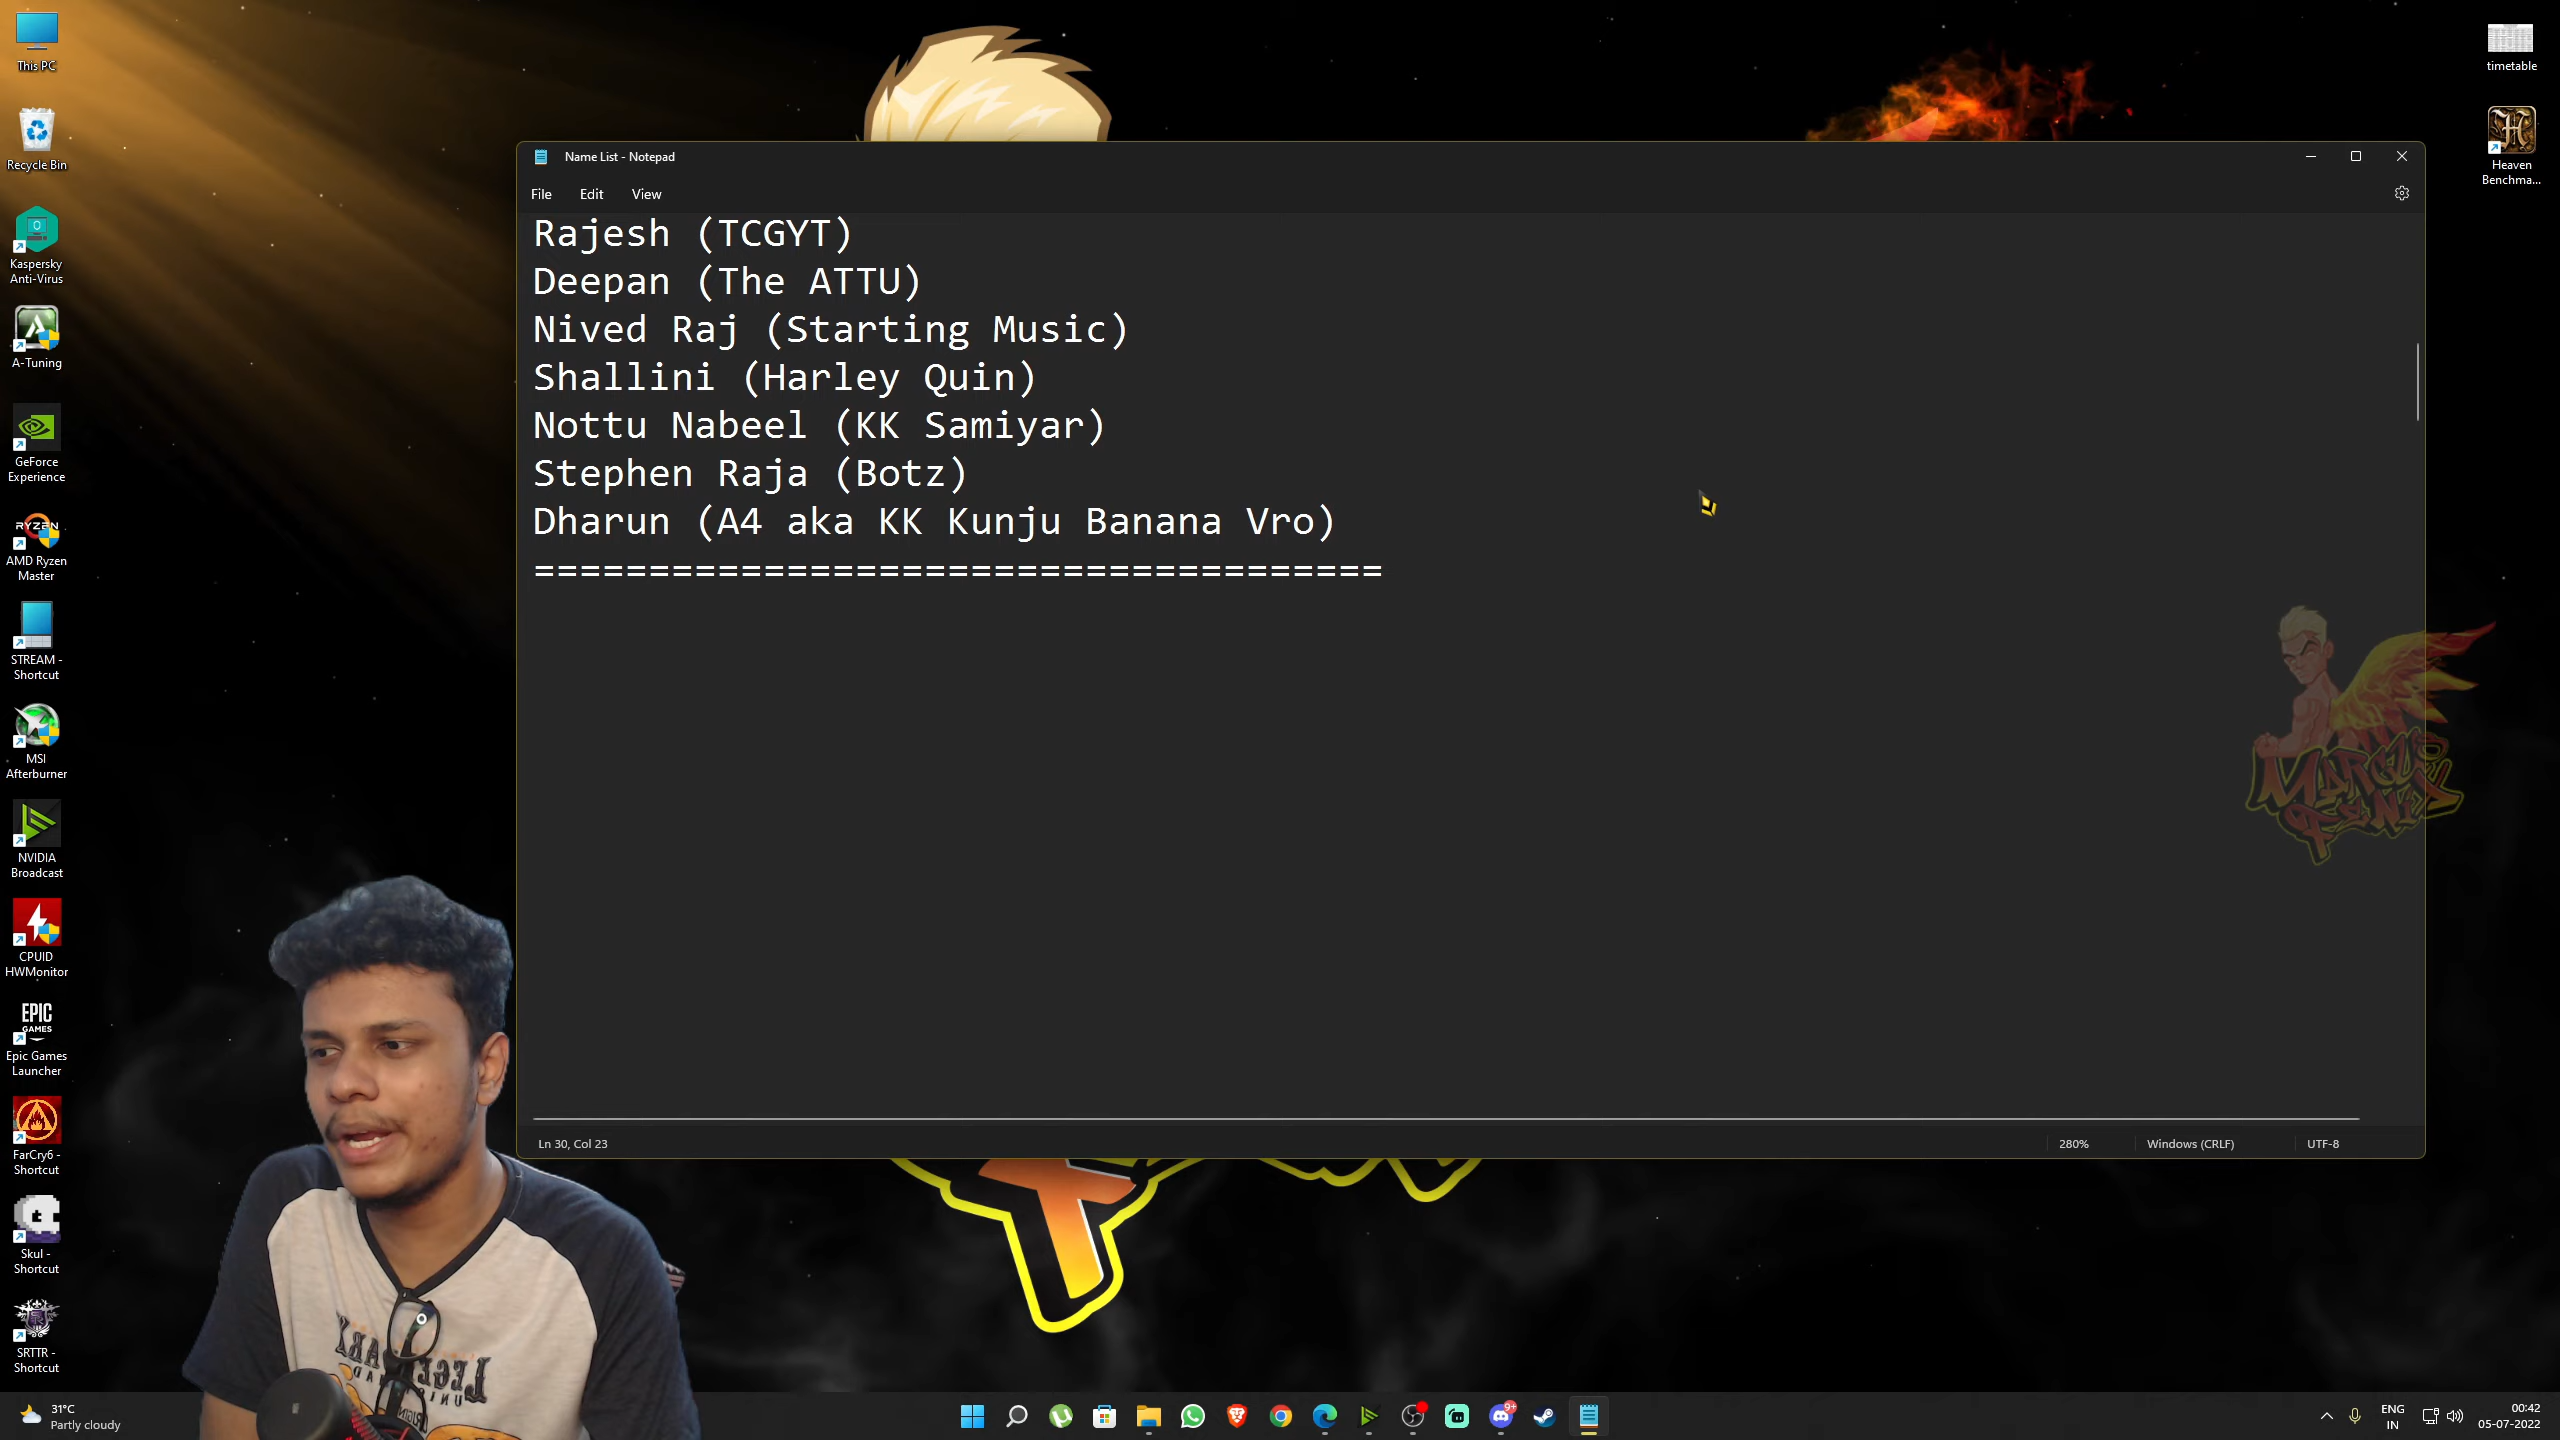 This PC
Recycle Bin
Kaspersky
Anti-Virus
A-Tuning
GeForce
Experience
RYZEN
AMD Ryzen
Master
STREAM -
Shortcut
MSI
Afterburner
NVIDIA
Broadcast
CPUID
HWMonitor
EPIC
GAMES
Epic Games
Launcher
FarCry6 -
Shortcut
Skul -
Shortcut
SRTTR -
Shortcut
timetable
Heaven
Benchma...
Name List - Notepad
File Edit View
Rajesh (TCGYT)
Deepan (The ATTU)
Nived Raj (Starting Music)
Shallini (Harley Quin)
Nottu Nabeel (KK Samiyar)
Stephen Raja (Botz)
Dharun (A4 aka KK Kunju Banana Vro)
=====================================
Ln 30, Col 23
280%
Windows (CRLF)
UTF-8
31°C
Partly cloudy
9+
ENG
IN
00:42
05-07-2022